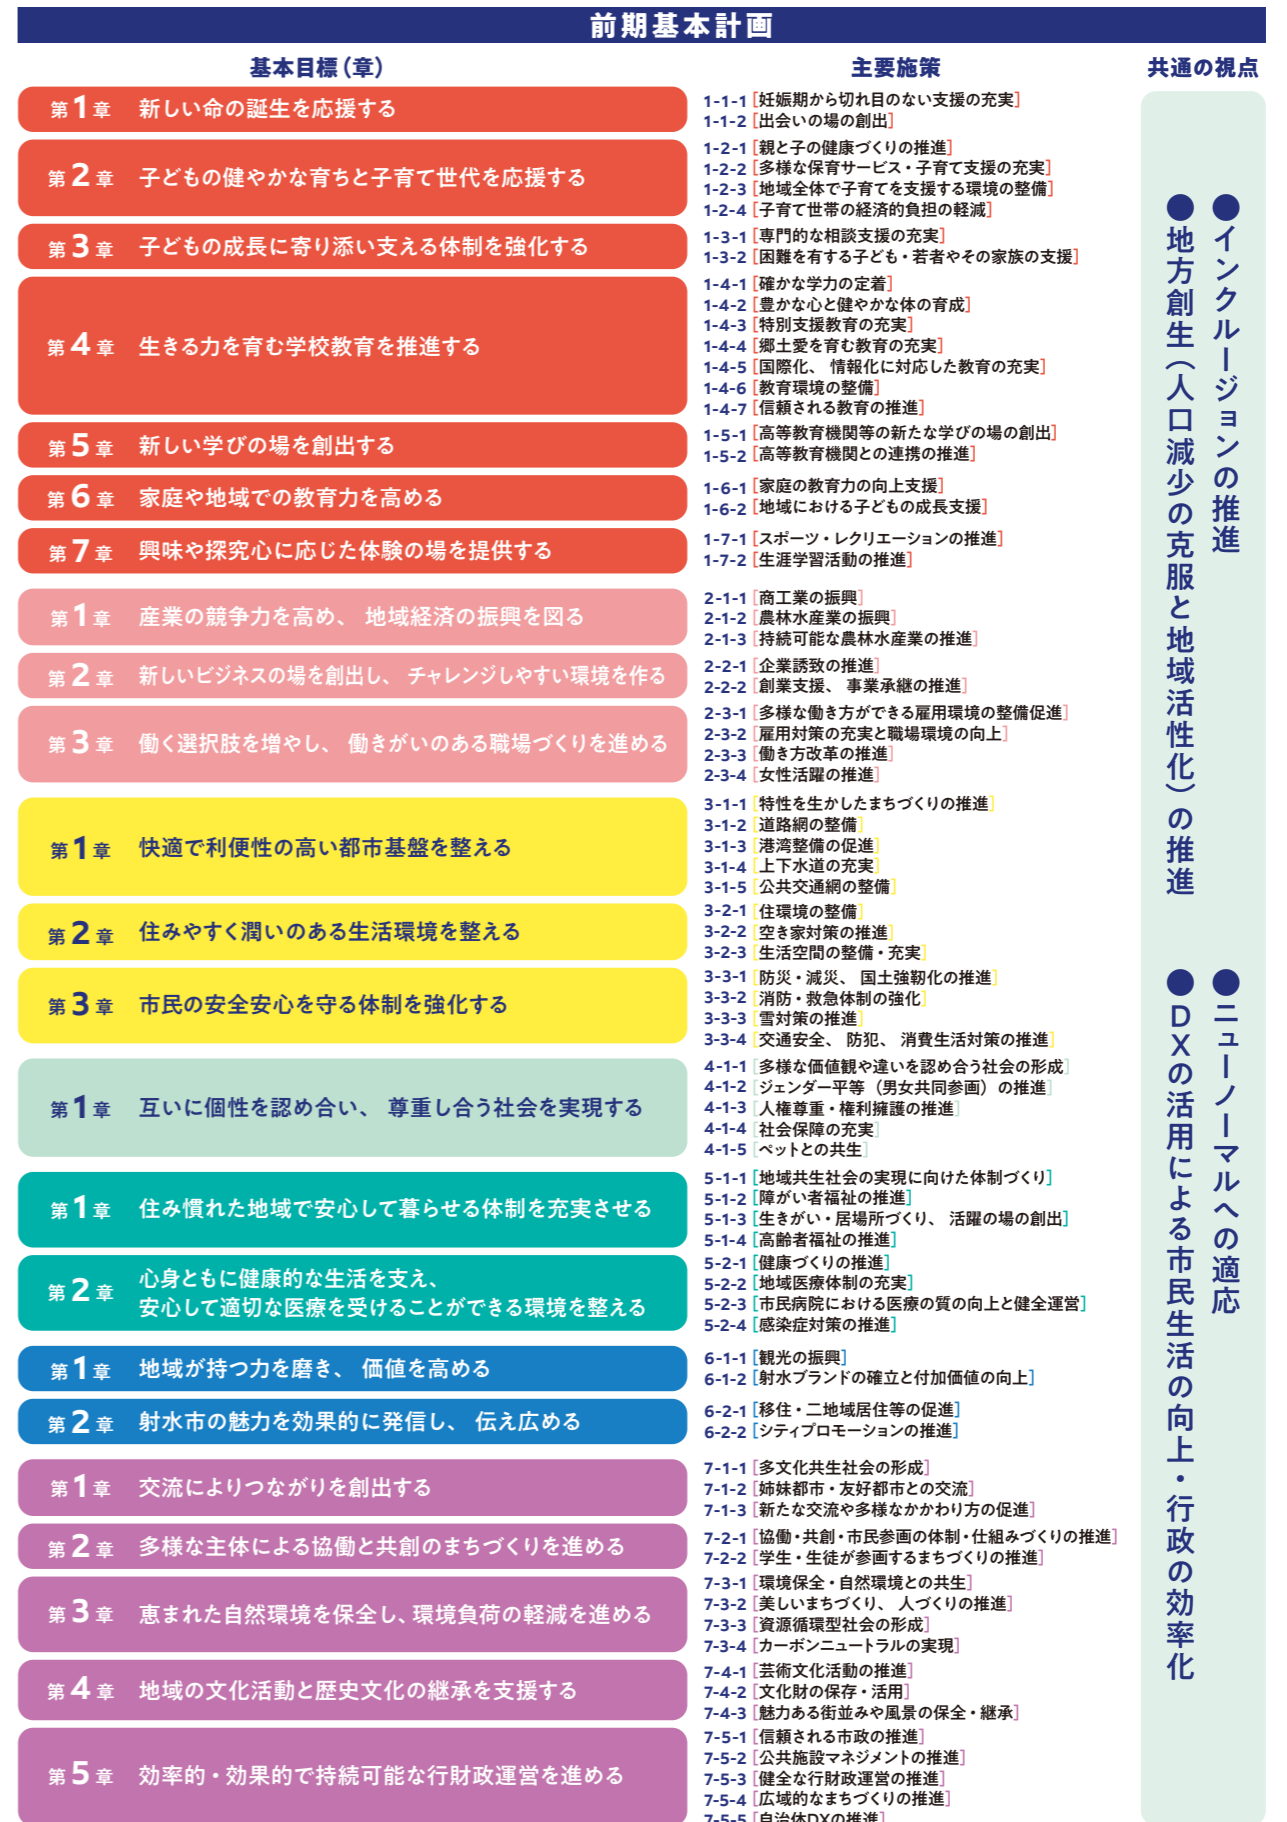 前期基本計画
基本目標（章）
主要施策
共通の視点
第1章 新しい命の誕生を応援する
1-1-1［妊娠期から切れ目のない支援の充実］
1-1-2［出会いの場の創出］
第2章 子どもの健やかな育ちと子育て世代を応援する
1-2-1［親と子の健康づくりの推進］
1-2-2［多様な保育サービス・子育て支援の充実］
1-2-3［地域全体で子育てを支援する環境の整備］
1-2-4［子育て世帯の経済的負担の軽減］
第3章 子どもの成長に寄り添い支える体制を強化する
1-3-1［専門的な相談支援の充実］
1-3-2［困難を有する子ども・若者やその家族の支援］
第4章 生きる力を育む学校教育を推進する
1-4-1［確かな学力の定着］
1-4-2［豊かな心と健やかな体の育成］
1-4-3［特別支援教育の充実］
1-4-4［郷土愛を育む教育の充実］
1-4-5［国際化、情報化に対応した教育の充実］
1-4-6［教育環境の整備］
1-4-7［信頼される教育の推進］
第5章 新しい学びの場を創出する
1-5-1［高等教育機関等の新たな学びの場の創出］
1-5-2［高等教育機関との連携の推進］
第6章 家庭や地域での教育力を高める
1-6-1［家庭の教育力の向上支援］
1-6-2［地域における子どもの成長支援］
第7章 興味や探究心に応じた体験の場を提供する
1-7-1［スポーツ・レクリエーションの推進］
1-7-2［生涯学習活動の推進］
第1章 産業の競争力を高め、地域経済の振興を図る
2-1-1［商工業の振興］
2-1-2［農林水産業の振興］
2-1-3［持続可能な農林水産業の推進］
第2章 新しいビジネスの場を創出し、チャレンジしやすい環境を作る
2-2-1［企業誘致の推進］
2-2-2［創業支援、事業承継の推進］
第3章 働く選択肢を増やし、働きがいのある職場づくりを進める
2-3-1［多様な働き方ができる雇用環境の整備促進］
2-3-2［雇用対策の充実と職場環境の向上］
2-3-3［働き方改革の推進］
2-3-4［女性活躍の推進］
第1章 快適で利便性の高い都市基盤を整える
3-1-1［特性を生かしたまちづくりの推進］
3-1-2［道路網の整備］
3-1-3［港湾整備の促進］
3-1-4［上下水道の充実］
3-1-5［公共交通網の整備］
第2章 住みやすく潤いのある生活環境を整える
3-2-1［住環境の整備］
3-2-2［空き家対策の推進］
3-2-3［生活空間の整備・充実］
第3章 市民の安全安心を守る体制を強化する
3-3-1［防災・減災、国土強靱化の推進］
3-3-2［消防・救急体制の強化］
3-3-3［雪対策の推進］
3-3-4［交通安全、防犯、消費生活対策の推進］
第1章 互いに個性を認め合い、尊重し合う社会を実現する
4-1-1［多様な価値観や違いを認め合う社会の形成］
4-1-2［ジェンダー平等（男女共同参画）の推進］
4-1-3［人権尊重・権利擁護の推進］
4-1-4［社会保障の充実］
4-1-5［ペットとの共生］
第1章 住み慣れた地域で安心して暮らせる体制を充実させる
5-1-1［地域共生社会の実現に向けた体制づくり］
5-1-2［障がい者福祉の推進］
5-1-3［生きがい・居場所づくり、活躍の場の創出］
5-1-4［高齢者福祉の推進］
第2章 心身ともに健康的な生活を支え、
安心して適切な医療を受けることができる環境を整える
5-2-1［健康づくりの推進］
5-2-2［地域医療体制の充実］
5-2-3［市民病院における医療の質の向上と健全運営］
5-2-4［感染症対策の推進］
第1章 地域が持つ力を磨き、価値を高める
6-1-1［観光の振興］
6-1-2［射水ブランドの確立と付加価値の向上］
第2章 射水市の魅力を効果的に発信し、伝え広める
6-2-1［移住・二地域居住等の促進］
6-2-2［シティプロモーションの推進］
第1章 交流によりつながりを創出する
7-1-1［多文化共生社会の形成］
7-1-2［姉妹都市・友好都市との交流］
7-1-3［新たな交流や多様なかかわり方の促進］
第2章 多様な主体による協働と共創のまちづくりを進める
7-2-1［協働・共創・市民参画の体制・仕組みづくりの推進］
7-2-2［学生・生徒が参画するまちづくりの推進］
第3章 恵まれた自然環境を保全し、環境負荷の軽減を進める
7-3-1［環境保全・自然環境との共生］
7-3-2［美しいまちづくり、人づくりの推進］
7-3-3［資源循環型社会の形成］
7-3-4［カーボンニュートラルの実現］
第4章 地域の文化活動と歴史文化の継承を支援する
7-4-1［芸術文化活動の推進］
7-4-2［文化財の保存・活用］
7-4-3［魅力ある街並みや風景の保全・継承］
第5章 効率的・効果的で持続可能な行財政運営を進める
7-5-1［信頼される市政の推進］
7-5-2［公共施設マネジメントの推進］
7-5-3［健全な行財政運営の推進］
7-5-4［広域的なまちづくりの推進］
7-5-5［自治体DXの推進］
●インクルージョンの推進
●地方創生（人口減少の克服と地域活性化）の推進
●ニューノーマルへの適応
●DXの活用による市民生活の向上・行政の効率化